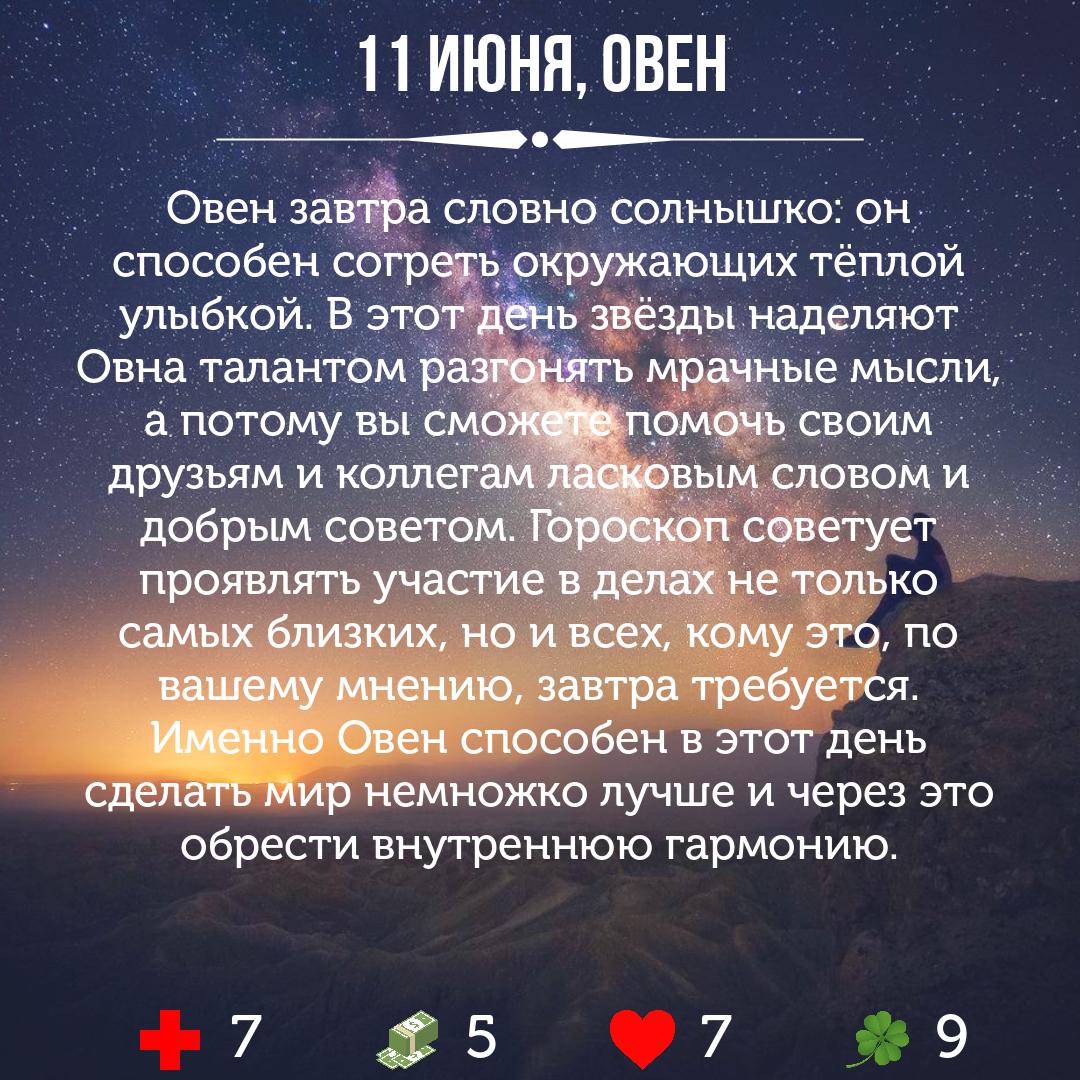 11 ИЮНЯ, ОВЕН
Овен завтра словно солнышко: он
способен согреть окружающих тёплой
улыбкой. В этот день звёзды наделяют
Овна талантом разгонять мрачные мысли,
а потому вы сможете помочь своим
друзьям и коллегам ласковым словом и
добрым советом. Гороскоп советует
проявлять участие в делах не только
самых близких, но и всех, кому это, по
вашему мнению, завтра требуется.
Именно Овен способен в этот день
сделать мир немножко лучше и через это
обрести внутреннюю гармонию.
7 5 7 9